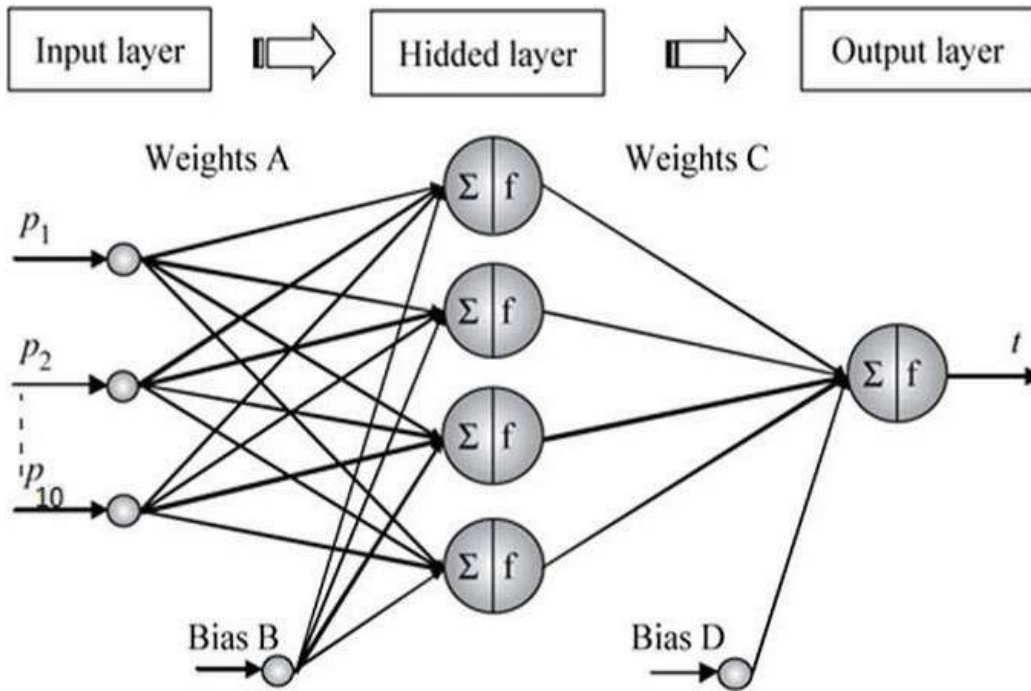 Input layer
Hidded layer
Output layer
Weights A
Weights C
Σ f
p1
Σ f
p2
t
Σ f
Σ f
p10
Σ f
Bias B
Bias D